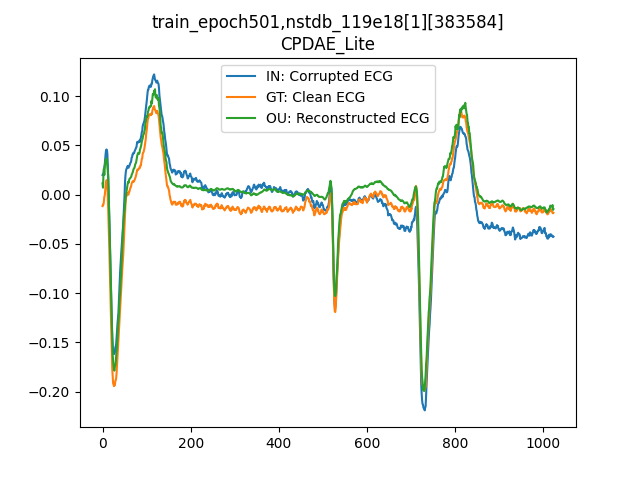 train_epoch501,nstdb_119e18[1][383584]
CPDAE_Lite
IN: Corrupted ECG
GT: Clean ECG
OU: Reconstructed ECG
0.10
0.05
0.00
−0.05
−0.10
−0.15
−0.20
0 200 400 600 800 1000